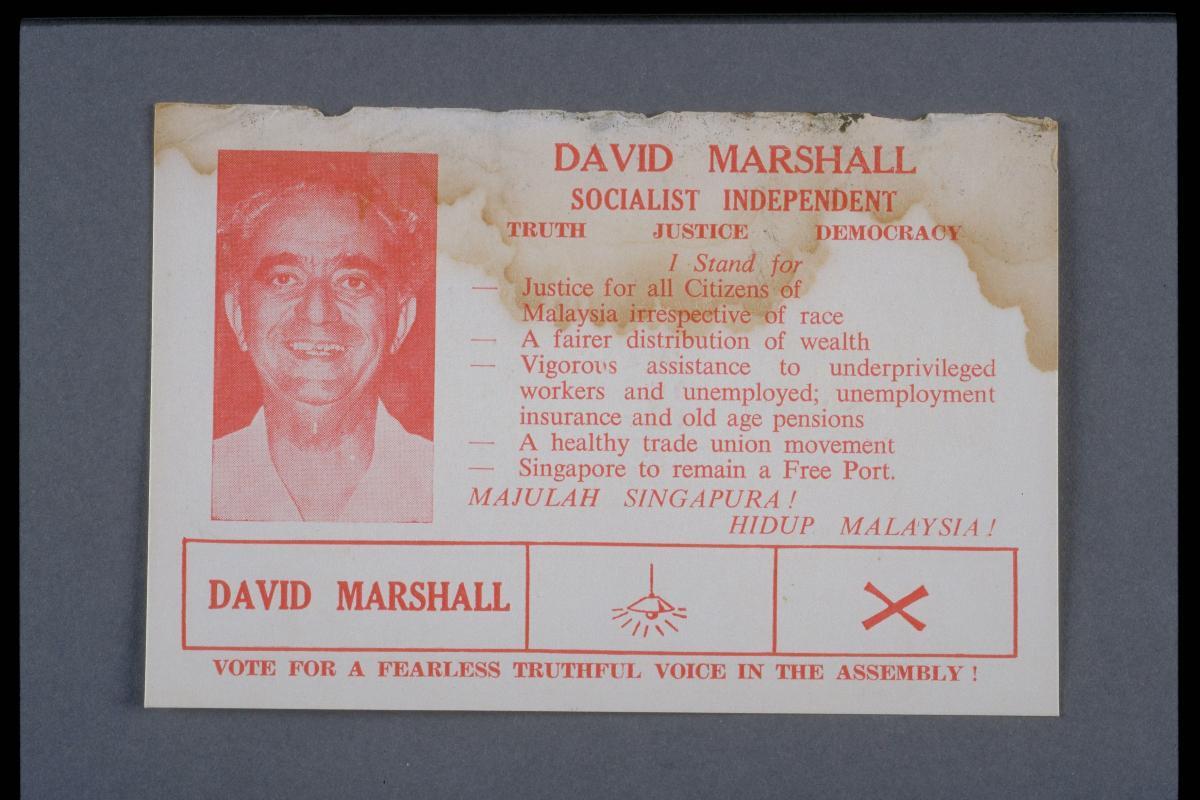 DAVID MARSHALL
SOCIALIST INDEPENDENT
TRUTH JUSTICE DEMOCRACY
I Stand for
— Justice for all Citizens of
Malaysia irrespective of race
— A fairer distribution of wealth
— Vigorous assistance to underprivileged
workers and unemployed; unemployment
insurance and old age pensions
— A healthy trade union movement
— Singapore to remain a Free Port.
MAJULAH SINGAPURA!
HIDUP MALAYSIA!
DAVID MARSHALL
VOTE FOR A FEARLESS TRUTHFUL VOICE IN THE ASSEMBLY!